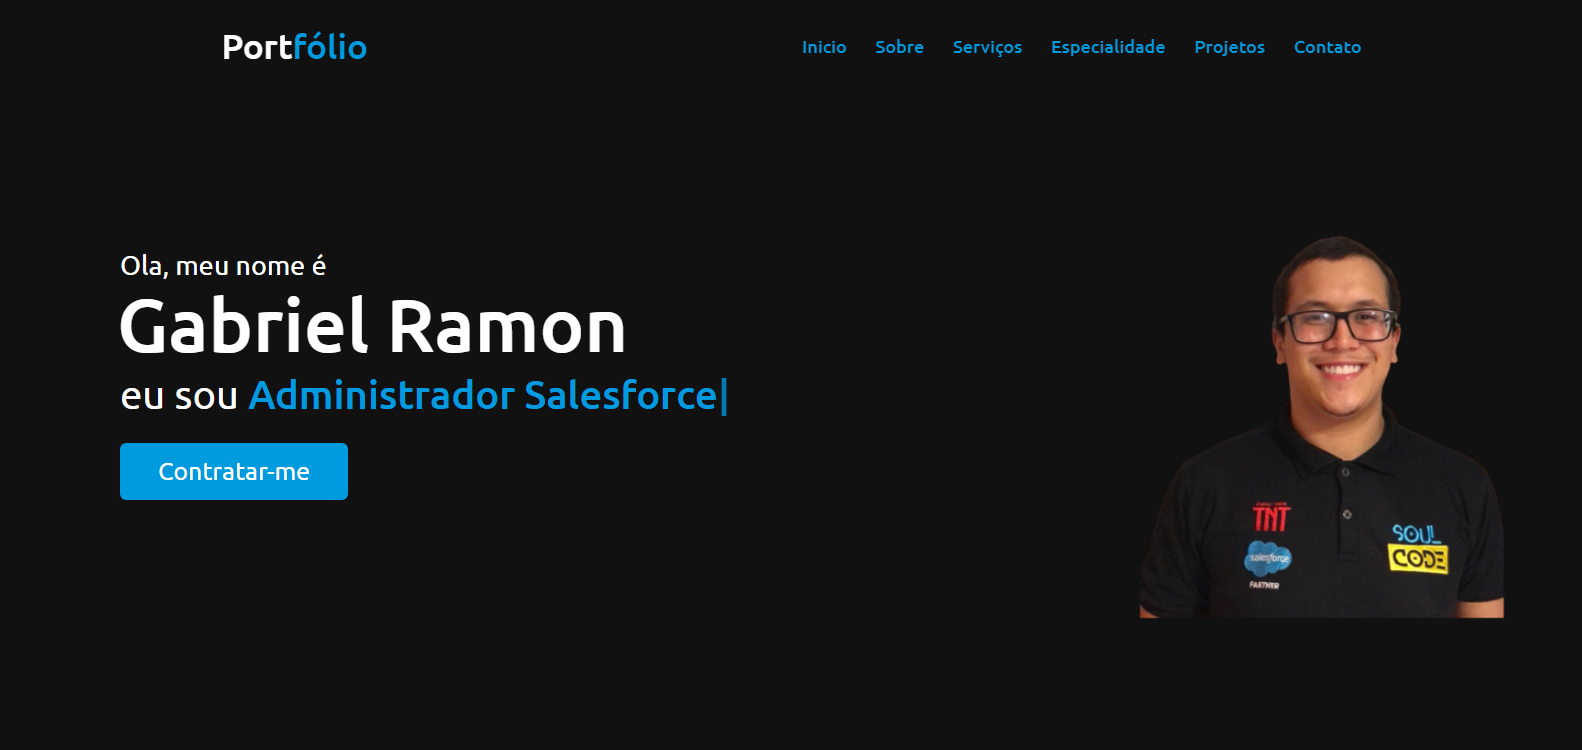 Portfólio
Inicio Sobre Serviços Especialidade Projetos Contato
Ola, meu nome é
Gabriel Ramon
eu sou Administrador Salesforce|
Contratar-me
TNT
salesforce
PARTNER
SOUL
CODE